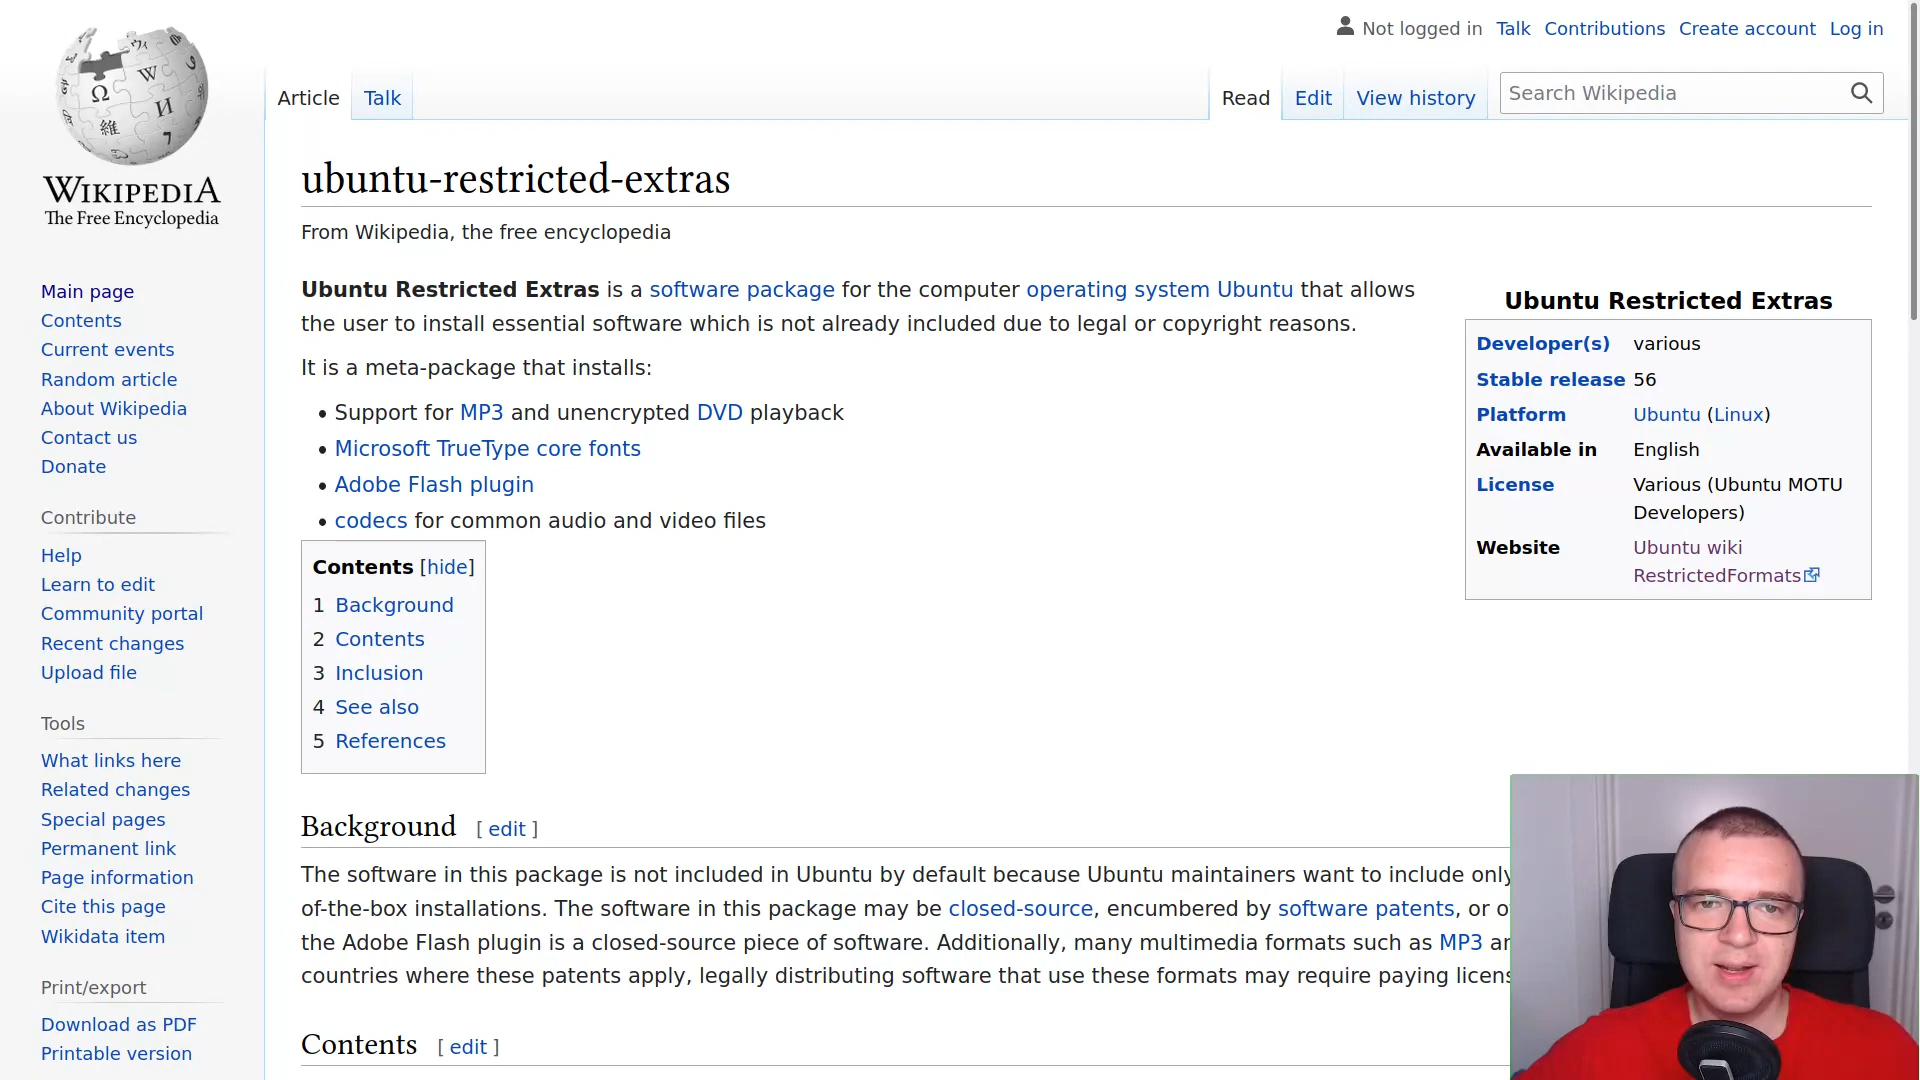 Not logged in Talk Contributions Create account Log in
Article Talk Read Edit View history Search Wikipedia
WIKIPEDIA
The Free Encyclopedia
Main page
Contents
Current events
Random article
About Wikipedia
Contact us
Donate
Contribute
Help
Learn to edit
Community portal
Recent changes
Upload file
Tools
What links here
Related changes
Special pages
Permanent link
Page information
Cite this page
Wikidata item
Print/export
Download as PDF
Printable version
ubuntu-restricted-extras
From Wikipedia, the free encyclopedia
Ubuntu Restricted Extras is a software package for the computer operating system Ubuntu that allows
the user to install essential software which is not already included due to legal or copyright reasons.
It is a meta-package that installs:
• Support for MP3 and unencrypted DVD playback
• Microsoft TrueType core fonts
• Adobe Flash plugin
• codecs for common audio and video files
Ubuntu Restricted Extras
Developer(s) various
Stable release 56
Platform Ubuntu (Linux)
Available in English
License Various (Ubuntu MOTU
Developers)
Website Ubuntu wiki
RestrictedFormats
Contents [hide]
1 Background
2 Contents
3 Inclusion
4 See also
5 References
Background [ edit ]
The software in this package is not included in Ubuntu by default because Ubuntu maintainers want to include only
of-the-box installations. The software in this package may be closed-source, encumbered by software patents, or
the Adobe Flash plugin is a closed-source piece of software. Additionally, many multimedia formats such as MP3
countries where these patents apply, legally distributing software that use these formats may require paying
Contents [ edit ]